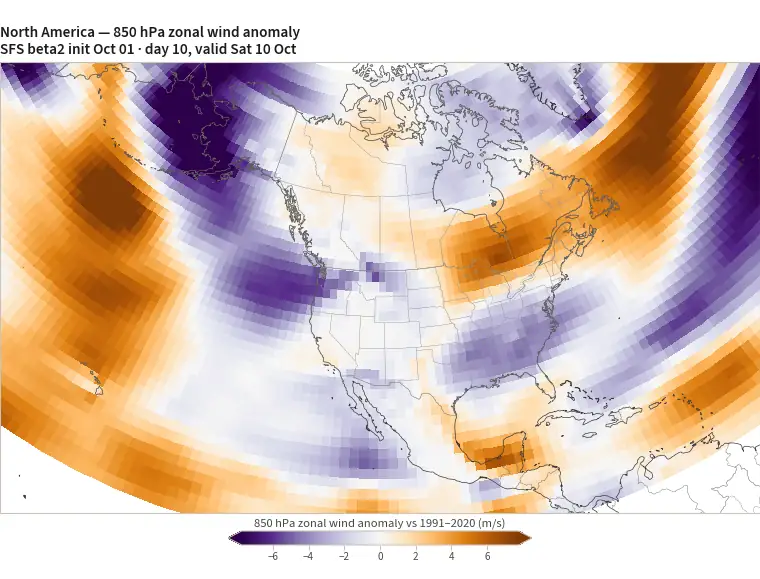 North America — 850 hPa zonal wind anomaly
SFS beta2 init Oct 01 · day 10, valid Sat 10 Oct
850 hPa zonal wind anomaly vs 1991–2020 (m/s)
−6 −4 −2 0 2 4 6